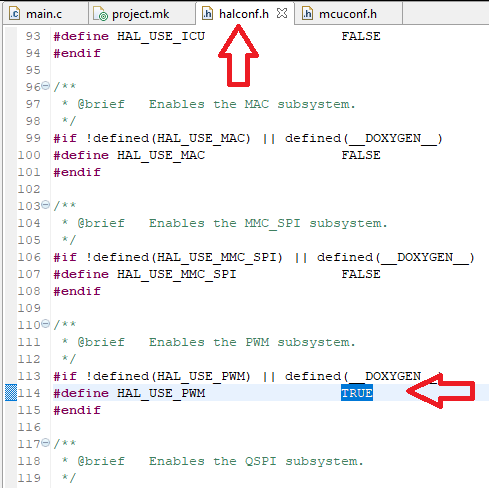 main.c project.mk halconf.h mcuconf.h
93 #define HAL_USE_ICU FALSE
94 #endif
95
96 /**
97 * @brief Enables the MAC subsystem.
98 */
99 #if !defined(HAL_USE_MAC) || defined(__DOXYGEN__)
100 #define HAL_USE_MAC FALSE
101 #endif
102
103 /**
104 * @brief Enables the MMC_SPI subsystem.
105 */
106 #if !defined(HAL_USE_MMC_SPI) || defined(__DOXYGEN__)
107 #define HAL_USE_MMC_SPI FALSE
108 #endif
109
110 /**
111 * @brief Enables the PWM subsystem.
112 */
113 #if !defined(HAL_USE_PWM) || defined(__DOXYGEN__)
114 #define HAL_USE_PWM TRUE
115 #endif
116
117 /**
118 * @brief Enables the QSPI subsystem.
119 */